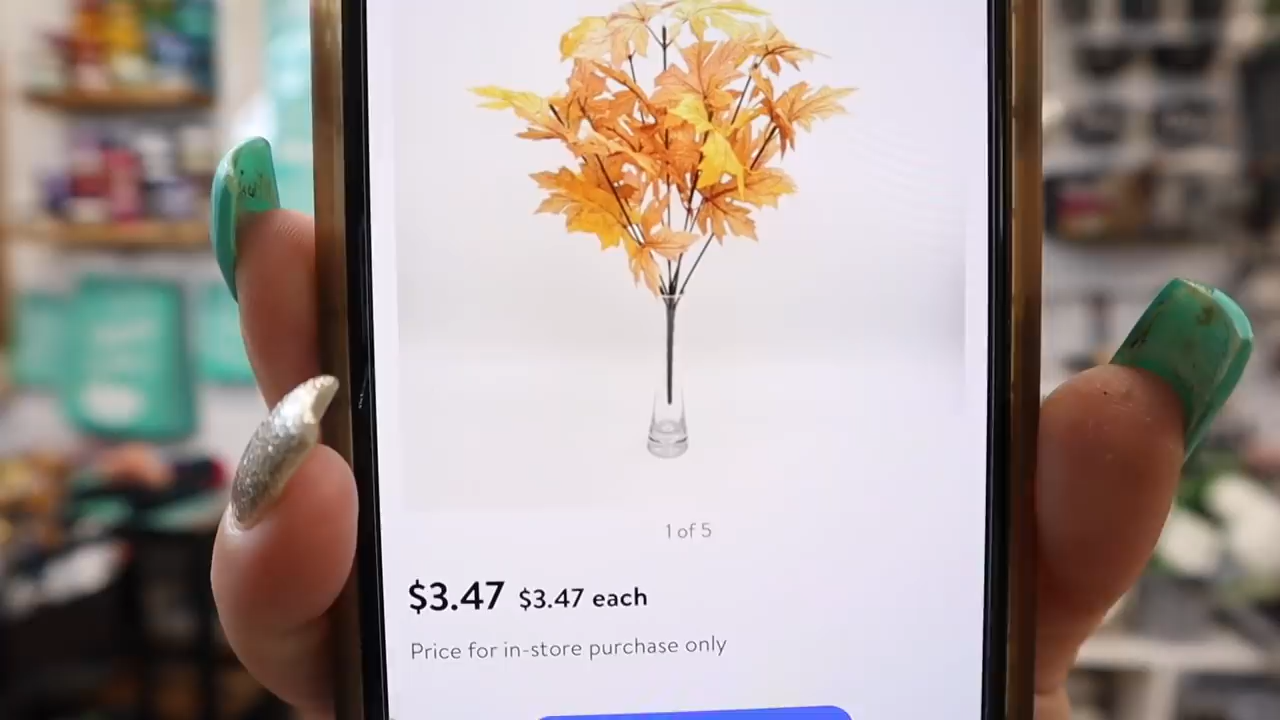 1 of 5
$3.47 $3.47 each
Price for in-store purchase only